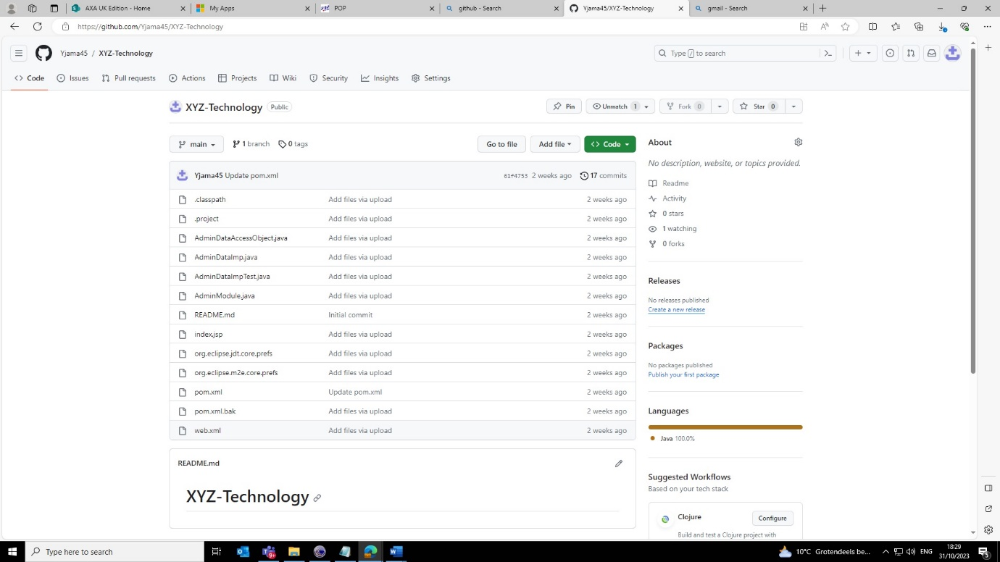 AXA UK Edition - Home
My Apps
POP
github - Search
Yjama45/XYZ-Technology
gmail - Search
https://github.com/Yjama45/XYZ-Technology
Yjama45 / XYZ-Technology
Type / to search
Code
Issues
Pull requests
Actions
Projects
Wiki
Security
Insights
Settings
XYZ-Technology Public
Pin
Unwatch 1
Fork 0
Star 0
main
1 branch
0 tags
Go to file
Add file
Code
Yjama45 Update pom.xml 61f4753 2 weeks ago 17 commits
.classpath Add files via upload 2 weeks ago
.project Add files via upload 2 weeks ago
AdminDataAccessObject.java Add files via upload 2 weeks ago
AdminDataImp.java Add files via upload 2 weeks ago
AdminDataImpTest.java Add files via upload 2 weeks ago
AdminModule.java Add files via upload 2 weeks ago
README.md Initial commit 2 weeks ago
index.jsp Add files via upload 2 weeks ago
org.eclipse.jdt.core.prefs Add files via upload 2 weeks ago
org.eclipse.m2e.core.prefs Add files via upload 2 weeks ago
pom.xml Update pom.xml 2 weeks ago
pom.xml.bak Add files via upload 2 weeks ago
web.xml Add files via upload 2 weeks ago
README.md
XYZ-Technology
About
No description, website, or topics provided.
Readme
Activity
0 stars
1 watching
0 forks
Releases
No releases published
Create a new release
Packages
No packages published
Publish your first package
Languages
Java 100.0%
Suggested Workflows
Based on your tech stack
Clojure
Configure
Build and test a Clojure project with
Type here to search
10°C Grotendeels be...
ENG
18:29
31/10/2023
5